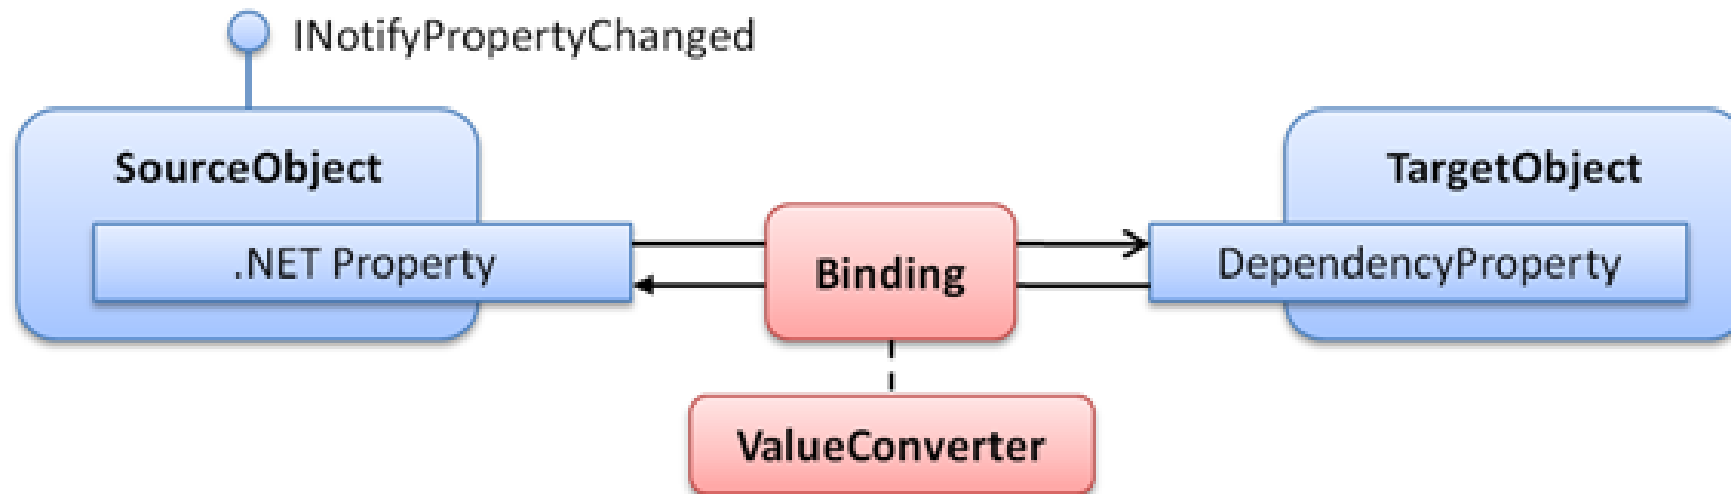 INotifyPropertyChanged
SourceObject
TargetObject
.NET Property
Binding
DependencyProperty
ValueConverter